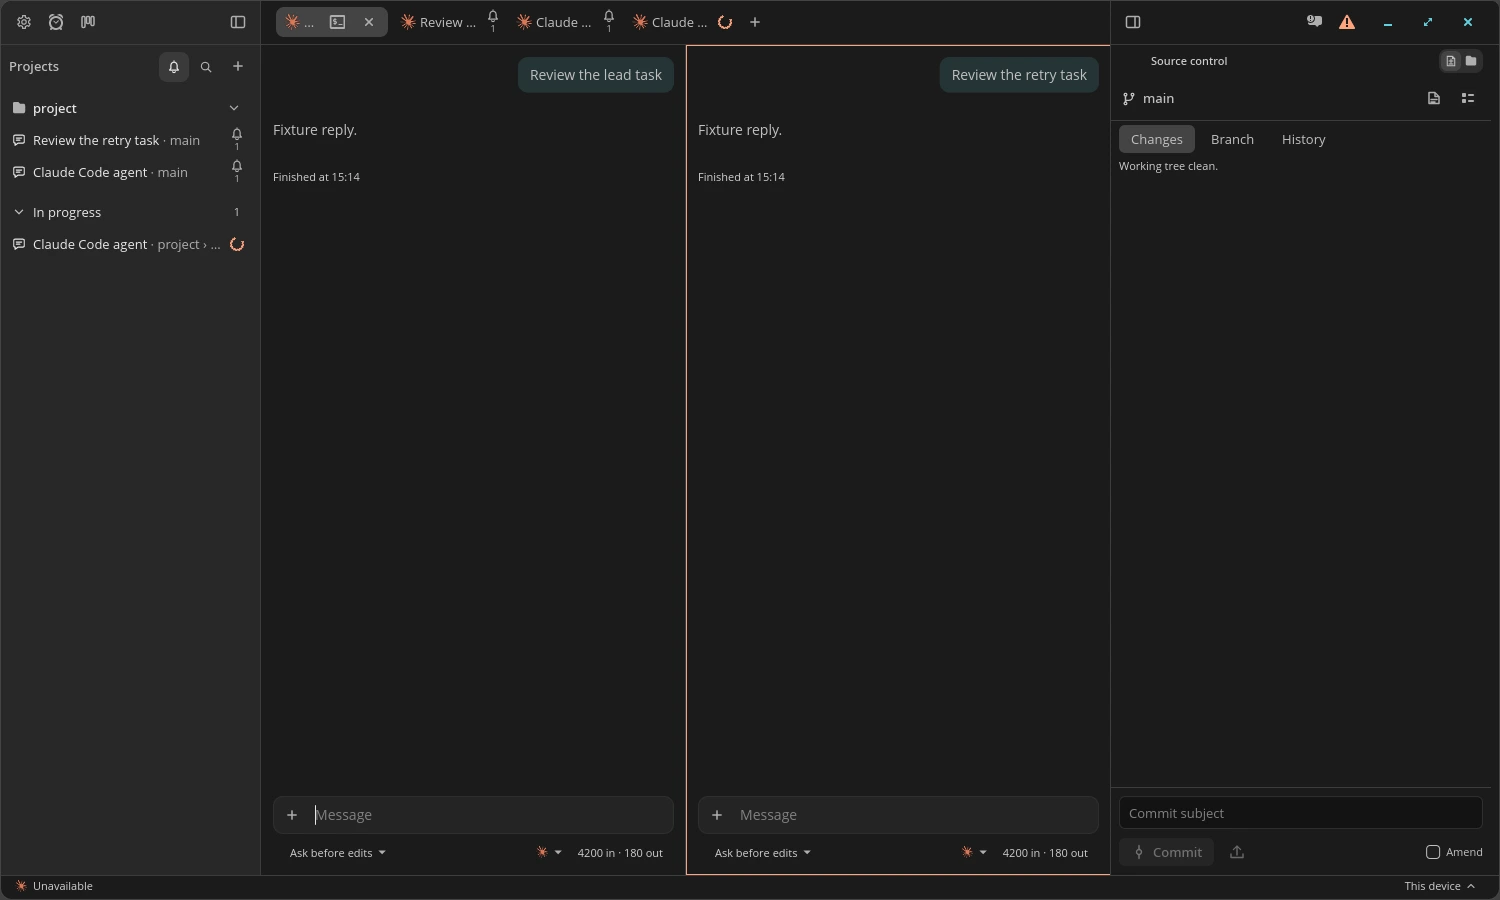 ... Review ... 1 Claude ... 1 Claude ...
Projects
project
Review the retry task · main 1
Claude Code agent · main 1
In progress 1
Claude Code agent · project › ...
Review the lead task
Fixture reply.
Finished at 15:14
Message
Ask before edits 4200 in · 180 out
Review the retry task
Fixture reply.
Finished at 15:14
Message
Ask before edits 4200 in · 180 out
Source control
main
Changes Branch History
Working tree clean.
Commit subject
Commit Amend
Unavailable This device